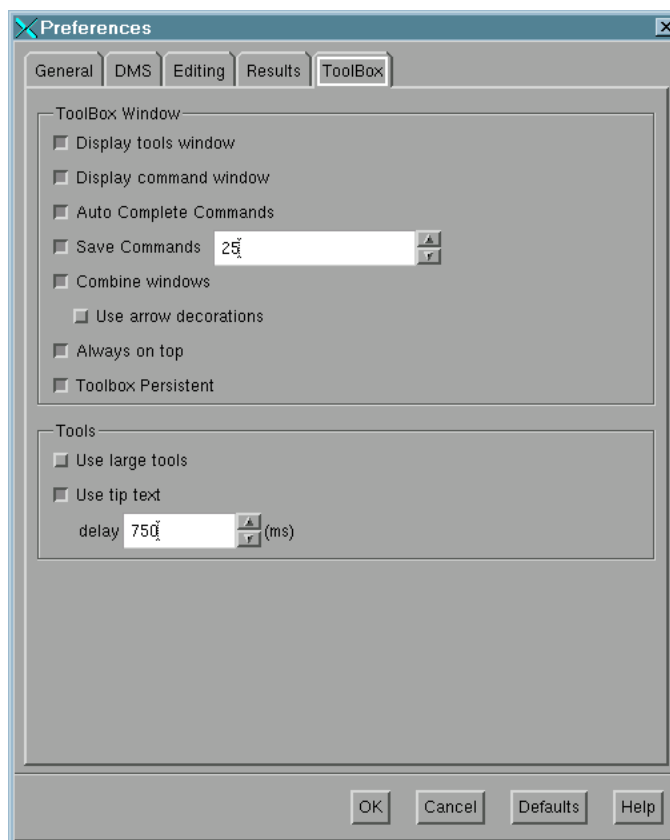 Preferences
General DMS Editing Results ToolBox
ToolBox Window
Display tools window
Display command window
Auto Complete Commands
Save Commands 25
Combine windows
Use arrow decorations
Always on top
Toolbox Persistent
Tools
Use large tools
Use tip text
delay 750 (ms)
OK Cancel Defaults Help